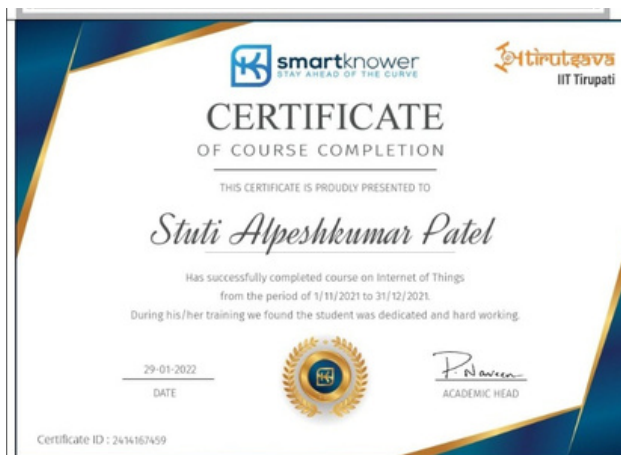 smartknower
STAY AHEAD OF THE CURVE
tirutsava
IIT Tirupati
CERTIFICATE
OF COURSE COMPLETION
THIS CERTIFICATE IS PROUDLY PRESENTED TO
Stuti Alpeshkumar Patel
Has successfully completed course on Internet of Things
from the period of 1/11/2021 to 31/12/2021.
During his/her training we found the student was dedicated and hard working.
29-01-2022
P. Naveen
DATE
ACADEMIC HEAD
Certificate ID : 2414167459